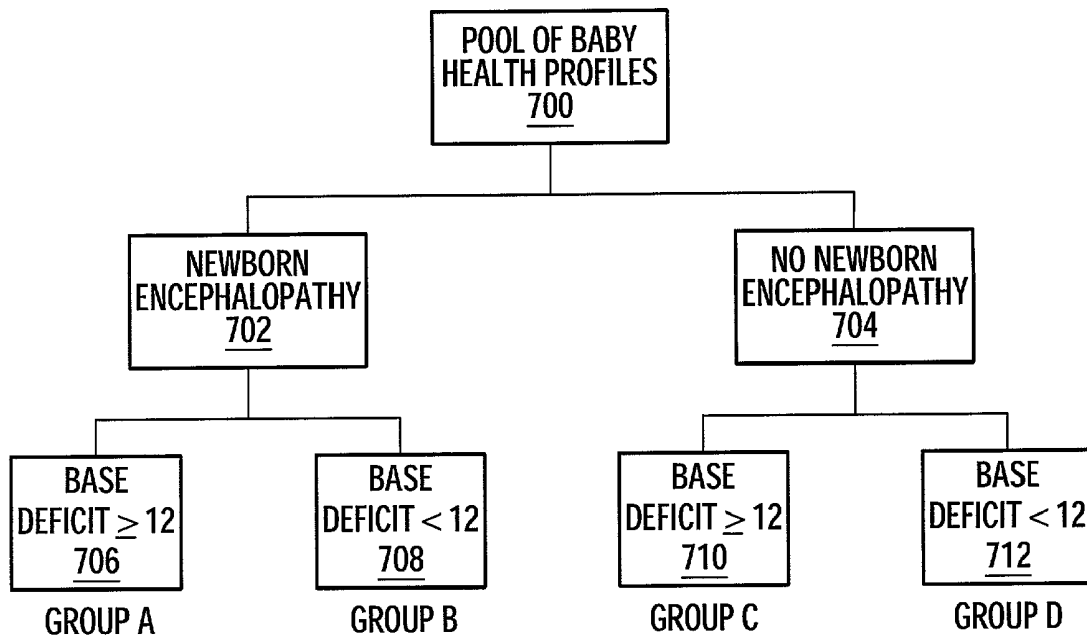 POOL OF BABY
HEALTH PROFILES
700
NEWBORN
ENCEPHALOPATHY
702
NO NEWBORN
ENCEPHALOPATHY
704
BASE
DEFICIT ≥ 12
706
BASE
DEFICIT < 12
708
BASE
DEFICIT ≥ 12
710
BASE
DEFICIT < 12
712
GROUP A
GROUP B
GROUP C
GROUP D